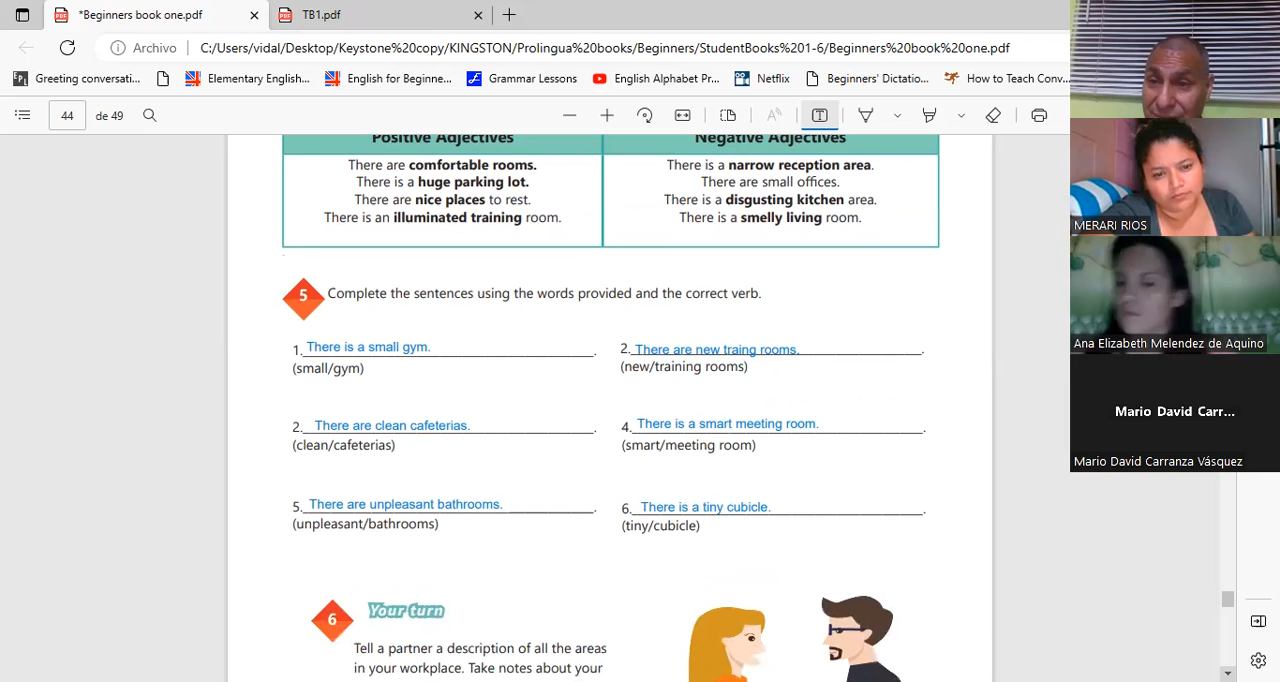 *Beginners book one.pdf
TB1.pdf
Archivo
C:/Users/vidal/Desktop/Keystone%20copy/KINGSTON/Prolingua%20books/Beginners/StudentBooks%201-6/Beginners%20book%20one.pdf
Greeting conversati...
Elementary English...
English for Beginne...
Grammar Lessons
English Alphabet Pr...
Netflix
Beginners' Dictatio...
How to Teach Conv...
44
de 49
Positive Adjectives
There are comfortable rooms.
There is a huge parking lot.
There are nice places to rest.
There is an illuminated training room.
Negative Adjectives
There is a narrow reception area.
There are small offices.
There is a disgusting kitchen area.
There is a smelly living room.
5 Complete the sentences using the words provided and the correct verb.
1. There is a small gym.
(small/gym)
2. There are new traing rooms.
(new/training rooms)
2. There are clean cafeterias.
(clean/cafeterias)
4. There is a smart meeting room.
(smart/meeting room)
5. There are unpleasant bathrooms.
(unpleasant/bathrooms)
6. There is a tiny cubicle.
(tiny/cubicle)
6 Your turn
Tell a partner a description of all the areas
in your workplace. Take notes about your
MERARI RIOS
Ana Elizabeth Melendez de Aquino
Mario David Carr...
Mario David Carranza Vásquez